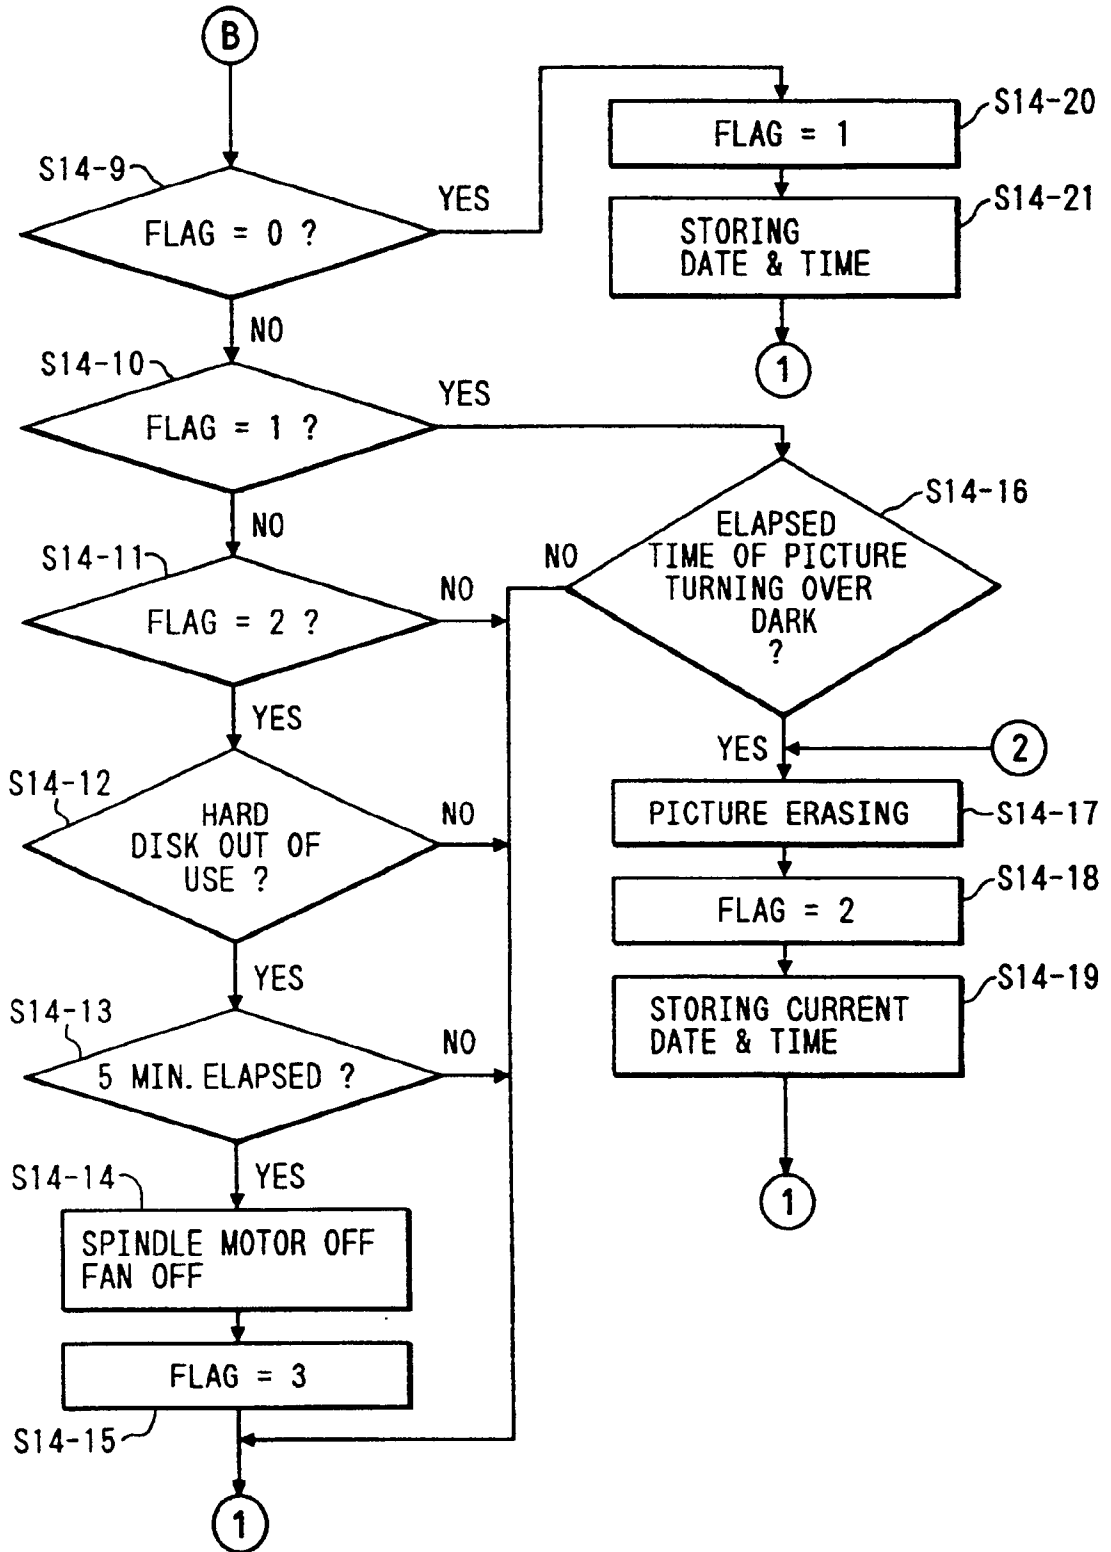 B
S14-9
FLAG = 0 ?
YES
NO
S14-20
FLAG = 1
S14-21
STORING
DATE & TIME
1
S14-10
FLAG = 1 ?
YES
NO
S14-16
ELAPSED
TIME OF PICTURE
TURNING OVER
DARK
?
NO
YES
2
S14-11
FLAG = 2 ?
NO
YES
S14-12
HARD
DISK OUT OF
USE ?
NO
YES
PICTURE ERASING
S14-17
S14-18
FLAG = 2
S14-19
STORING CURRENT
DATE & TIME
1
S14-13
5 MIN. ELAPSED ?
NO
YES
S14-14
SPINDLE MOTOR OFF
FAN OFF
FLAG = 3
S14-15
1